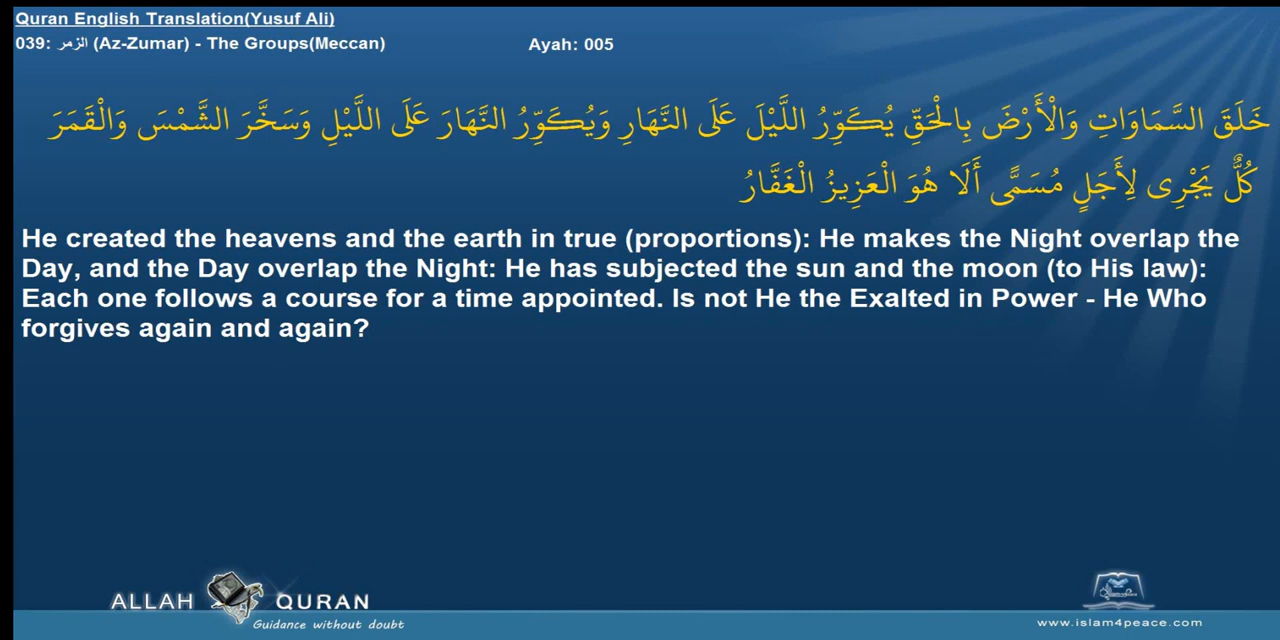 Quran English Translation(Yusuf Ali)
039: الزمر (Az-Zumar) - The Groups(Meccan) Ayah: 005
خَلَقَ السَّمَاوَاتِ وَالْأَرْضَ بِالْحَقِّ يُكَوِّرُ اللَّيْلَ عَلَى النَّهَارِ وَيُكَوِّرُ النَّهَارَ عَلَى اللَّيْلِ وَسَخَّرَ الشَّمْسَ وَالْقَمَرَ
كُلٌّ يَجْرِى لِأَجَلٍ مُسَمًّى أَلَا هُوَ الْعَزِيزُ الْغَفَّارُ
He created the heavens and the earth in true (proportions): He makes the Night overlap the
Day, and the Day overlap the Night: He has subjected the sun and the moon (to His law):
Each one follows a course for a time appointed. Is not He the Exalted in Power - He Who
forgives again and again?
ALLAH QURAN
Guidance without doubt
www.islam4peace.com